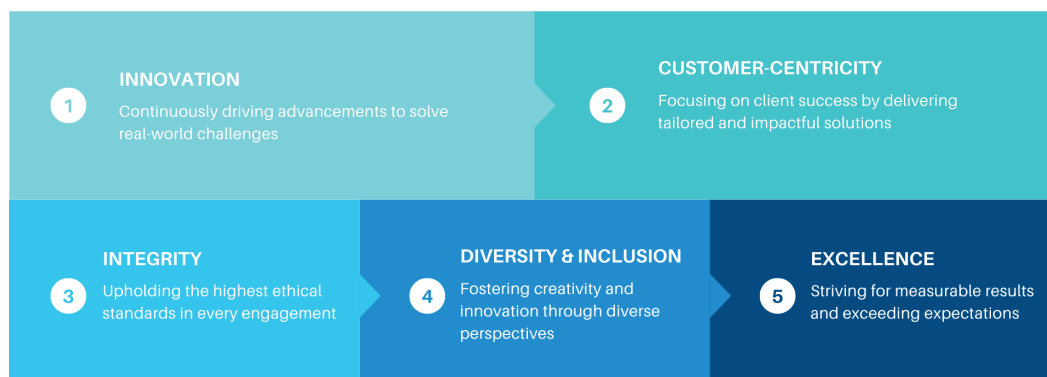 1
INNOVATION
Continuously driving advancements to solve
real-world challenges
2
CUSTOMER-CENTRICITY
Focusing on client success by delivering
tailored and impactful solutions
3
INTEGRITY
Upholding the highest ethical
standards in every engagement
4
DIVERSITY & INCLUSION
Fostering creativity and
innovation through diverse
perspectives
5
EXCELLENCE
Striving for measurable results
and exceeding expectations